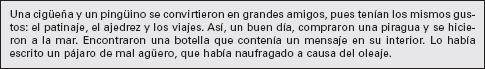 Una cigüeña y un pingüino se convirtieron en grandes amigos, pues tenían los mismos gus-
tos: el patinaje, el ajedrez y los viajes. Así, un buen día, compraron una piragua y se hicie-
ron a la mar. Encontraron una botella que contenía un mensaje en su interior. Lo había
escrito un pájaro de mal agüero, que había naufragado a causa del oleaje.